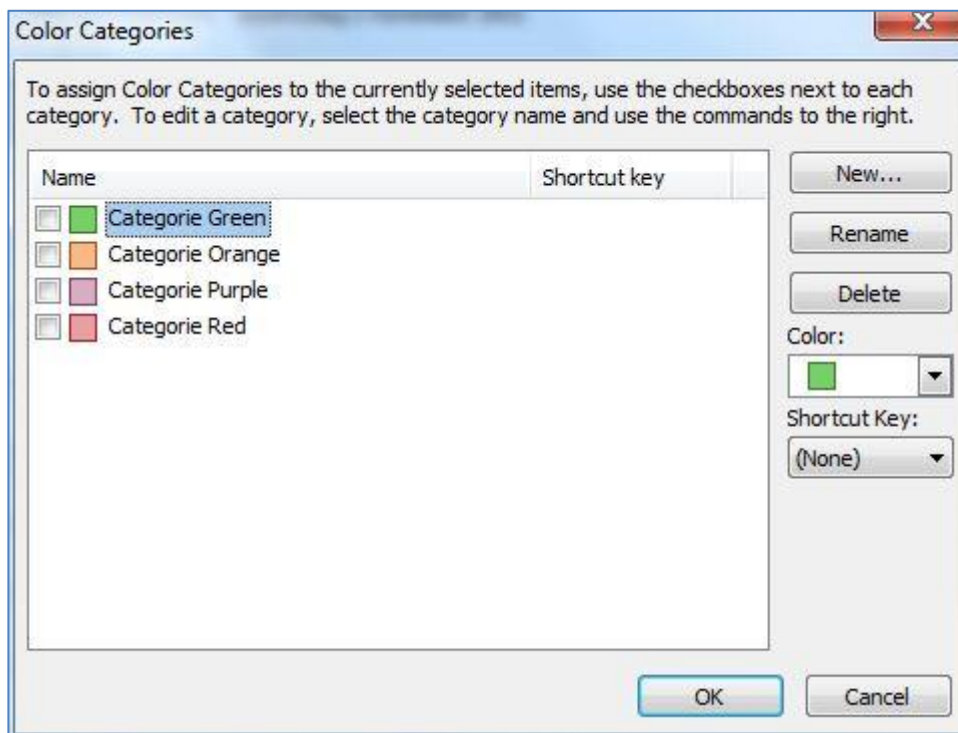 Color Categories
To assign Color Categories to the currently selected items, use the checkboxes next to each
category. To edit a category, select the category name and use the commands to the right.
Name Shortcut key
Categorie Green
Categorie Orange
Categorie Purple
Categorie Red
New...
Rename
Delete
Color:
Shortcut Key:
(None)
OK Cancel